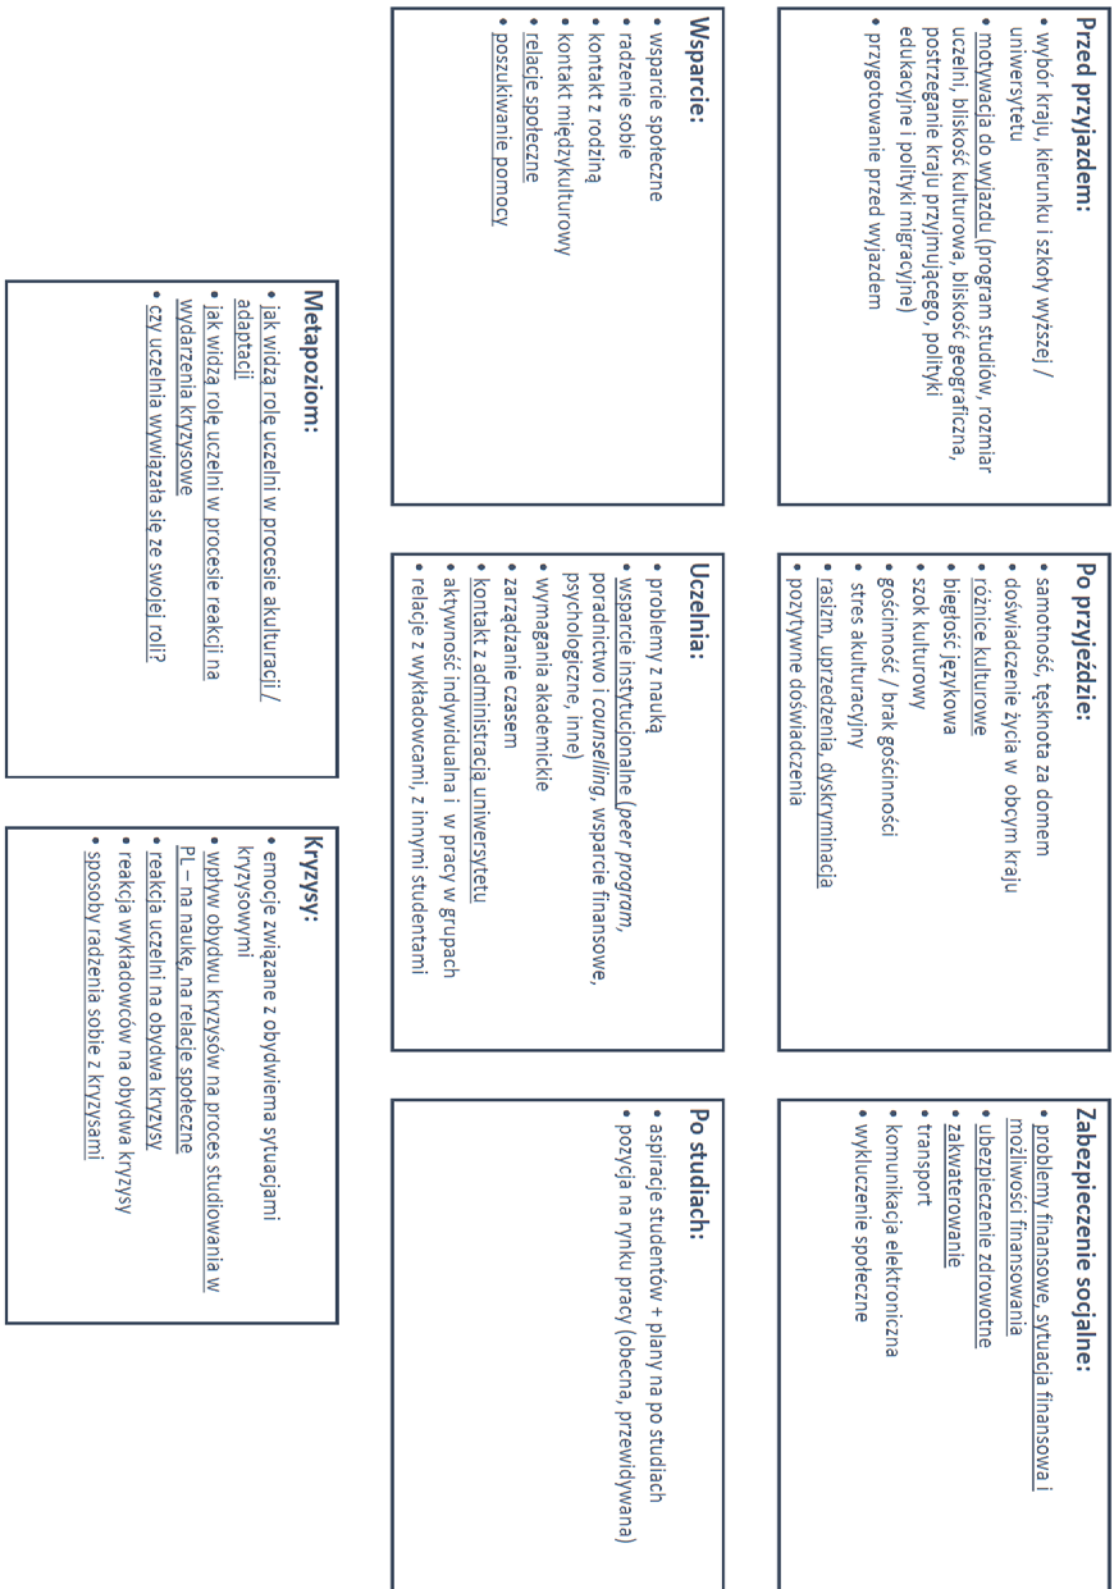 Przed przyjazdem:
• wybór kraju, kierunku i szkoły wyższej /
uniwersytetu
• motywacja do wyjazdu (program studiów, rozmiar
uczelni, bliskość kulturowa, bliskość geograficzna,
postrzeganie kraju przyjmującego, polityki
edukacyjne i polityki migracyjne)
• przygotowanie przed wyjazdem
Po przyjeździe:
• samotność, tęsknota za domem
• doświadczenie życia w obcym kraju
• różnice kulturowe
• biegłość językowa
• szok kulturowy
• gościnność / brak gościnności
• stres akulturacyjny
• rasizm, uprzedzenia, dyskryminacja
• pozytywne doświadczenia
Zabezpieczenie socjalne:
• problemy finansowe, sytuacja finansowa i
możliwości finansowania
• ubezpieczenie zdrowotne
• zakwaterowanie
• transport
• komunikacja elektroniczna
• wykluczenie społeczne
Wsparcie:
• wsparcie społeczne
• radzenie sobie
• kontakt z rodziną
• kontakt międzykulturowy
• relacje społeczne
• poszukiwanie pomocy
Uczelnia:
• problemy z nauką
• wsparcie instytucjonalne (peer program,
poradnictwo i counselling, wsparcie finansowe,
psychologiczne, inne)
• wymagania akademickie
• zarządzanie czasem
• kontakt z administracją uniwersytetu
• aktywność indywidualna i w pracy w grupach
• relacje z wykładowcami, z innymi studentami
Po studiach:
• aspiracje studentów + plany na po studiach
• pozycja na rynku pracy (obecna, przewidywana)
Metapoziom:
• jak widzą rolę uczelni w procesie akulturacji /
adaptacji
• jak widzą rolę uczelni w procesie reakcji na
wydarzenia kryzysowe
• czy uczelnia wywiązała się ze swojej roli?
Kryzysy:
• emocje związane z obydwiema sytuacjami
kryzysowymi
• wpływ obydwu kryzysów na proces studiowania w
PL – na naukę, na relacje społeczne
• reakcja uczelni na obydwa kryzysy
• reakcja wykładowców na obydwa kryzysy
• sposoby radzenia sobie z kryzysami